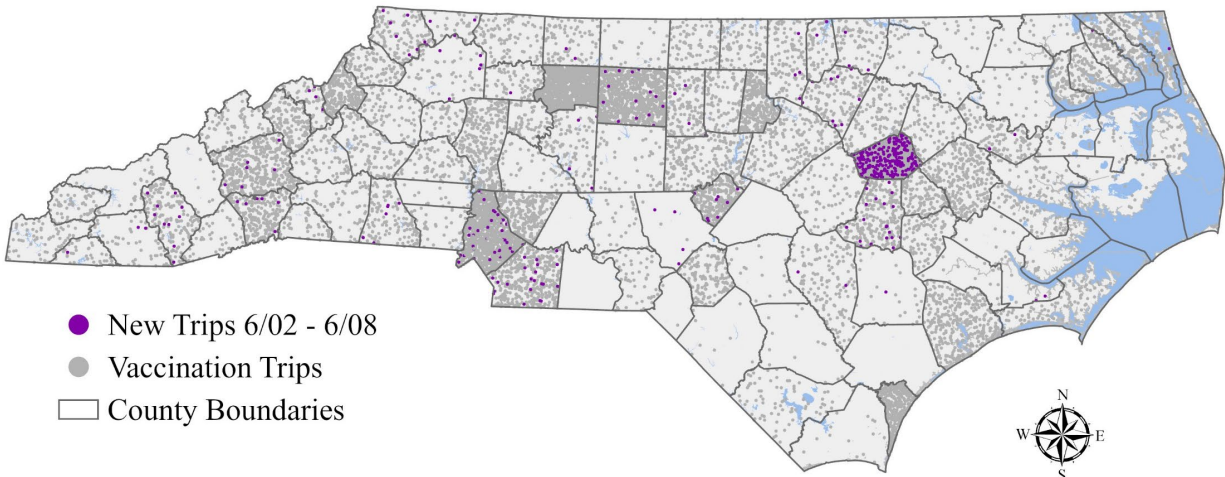 New Trips 6/02 - 6/08
Vaccination Trips
County Boundaries
N
W E
S